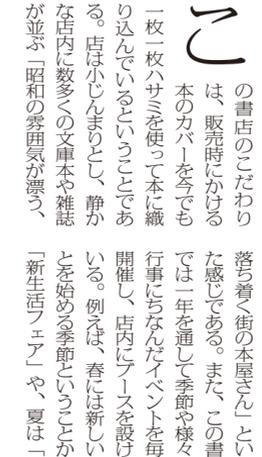 この書店のこだわり
は、販売時にかける
本のカバーを今でも
一枚一枚ハサミを使って本に織
り込んでいるということであ
る。店は小じんまりとし、静か
な店内に数多くの文庫本や雑誌
が並ぶ「昭和の雰囲気が漂う、
落ち着く街の本屋さん」とい
た感じである。また、この書
では一年を通して季節や様々
行事にちなんだイベントを毎
開催し、店内にブースを設け
いる。例えば、春には新しい
とを始める季節ということか
「新生活フェア」や、夏は「